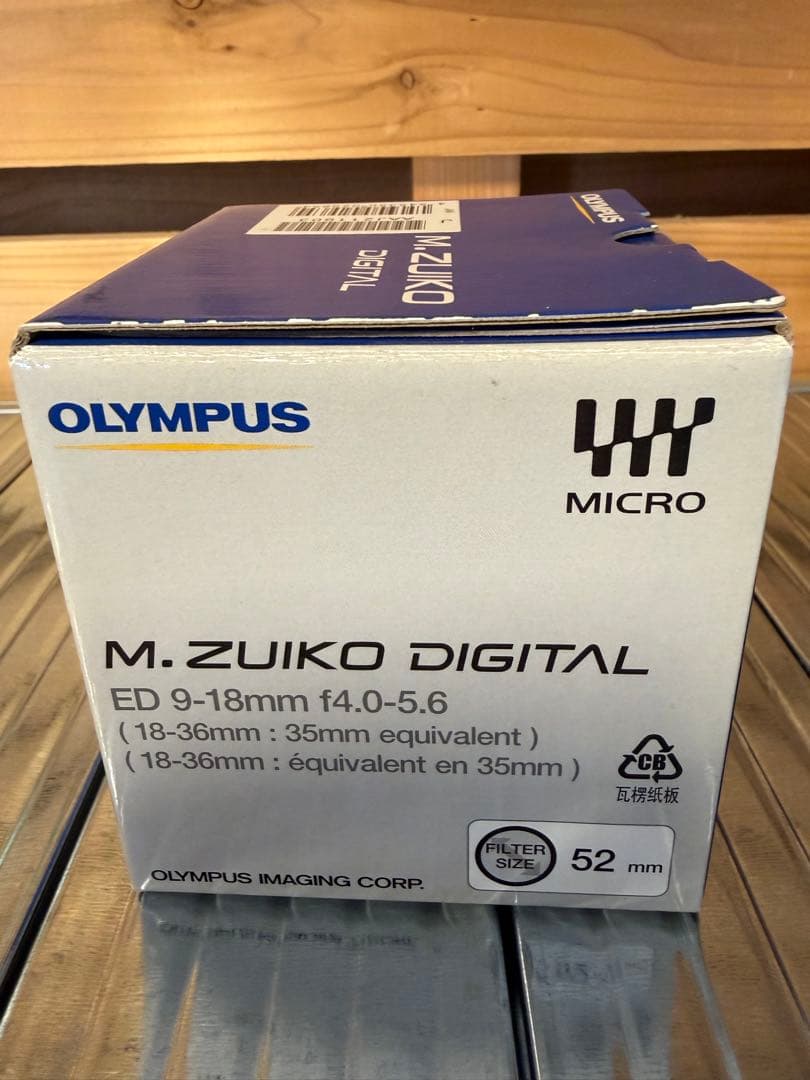 OLYMPUS
M.ZUIKO
DIGITAL
OLYMPUS
MICRO
M.ZUIKO DIGITAL
ED 9-18mm f4.0-5.6
( 18-36mm : 35mm equivalent )
( 18-36mm : équivalent en 35mm )
CB
瓦楞纸板
FILTER
SIZE
52 mm
OLYMPUS IMAGING CORP.